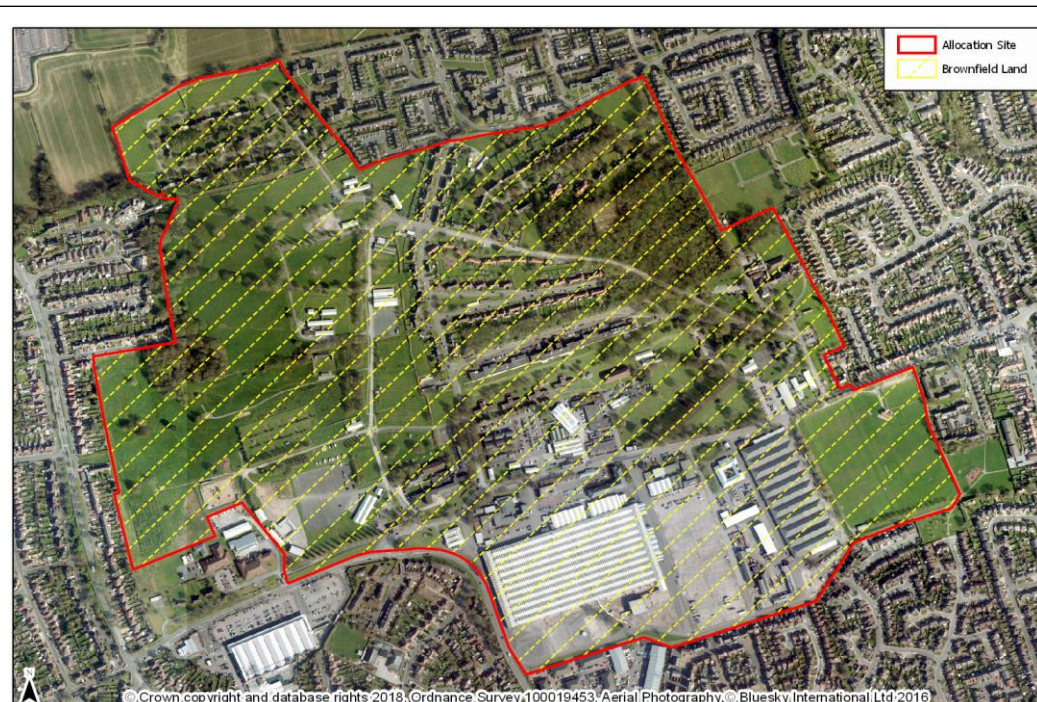 Allocation Site
Brownfield Land
N
© Crown copyright and database rights 2018. Ordnance Survey 100019453. Aerial Photography © Bluesky International Ltd 2016